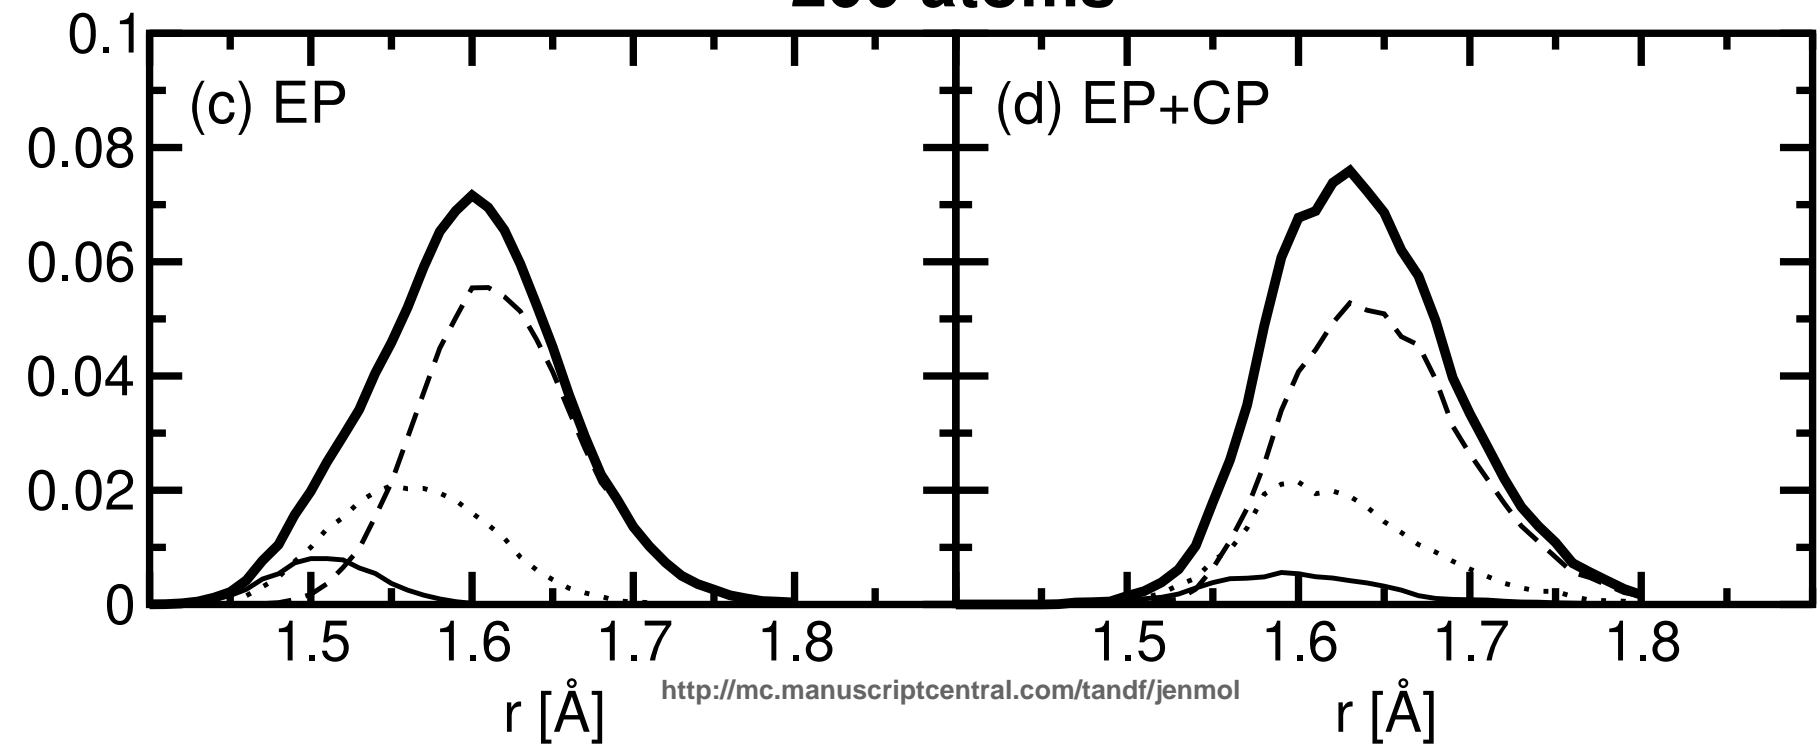 0.1
(c) EP
(d) EP+CP
0.08
0.06
0.04
0.02
0
1.5 1.6 1.7 1.8
1.5 1.6 1.7 1.8
http://mc.manuscriptcentral.com/tandf/jenmol
r [Å]
r [Å]